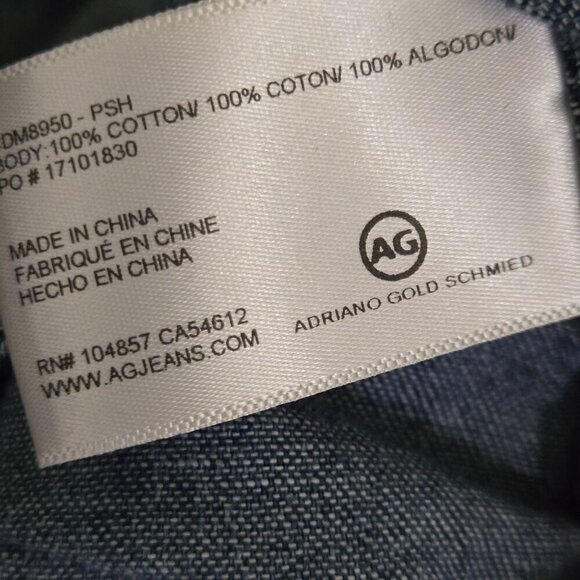 DM8950 - PSH
BODY:100% COTTON/ 100% COTON/ 100% ALGODON/
PO # 17101830
MADE IN CHINA
FABRIQUÉ EN CHINE
HECHO EN CHINA
RN# 104857 CA54612
WWW.AGJEANS.COM
AG
ADRIANO GOLD SCHMIED